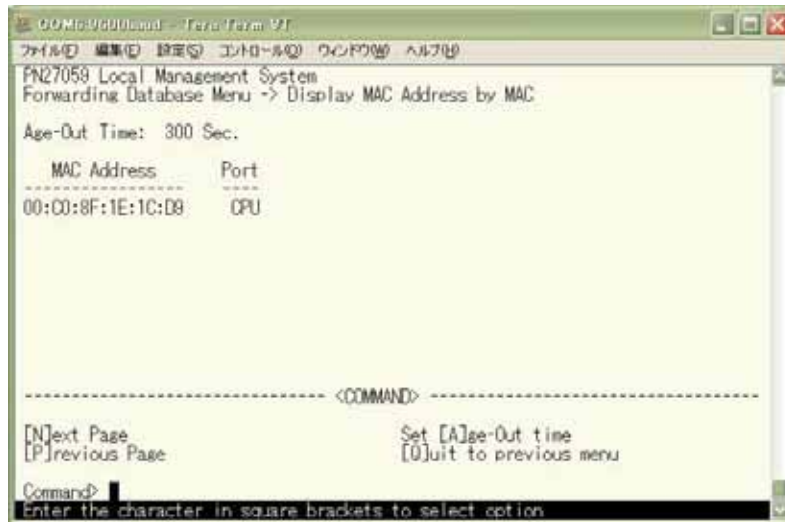 COM5:9600baud - Tera Term VT
ファイル(F) 編集(E) 設定(S) コントロール(O) ウィンドウ(W) ヘルプ(H)
PN27059 Local Management System
Forwarding Database Menu -> Display MAC Address by MAC
Age-Out Time: 300 Sec.
MAC Address Port
----------------- ----
00:C0:8F:1E:1C:D9 CPU
------------------------------ <COMMAND> ---------------------------------
[N]ext Page Set [A]ge-Out time
[P]revious Page [Q]uit to previous menu
Command>
Enter the character in square brackets to select option